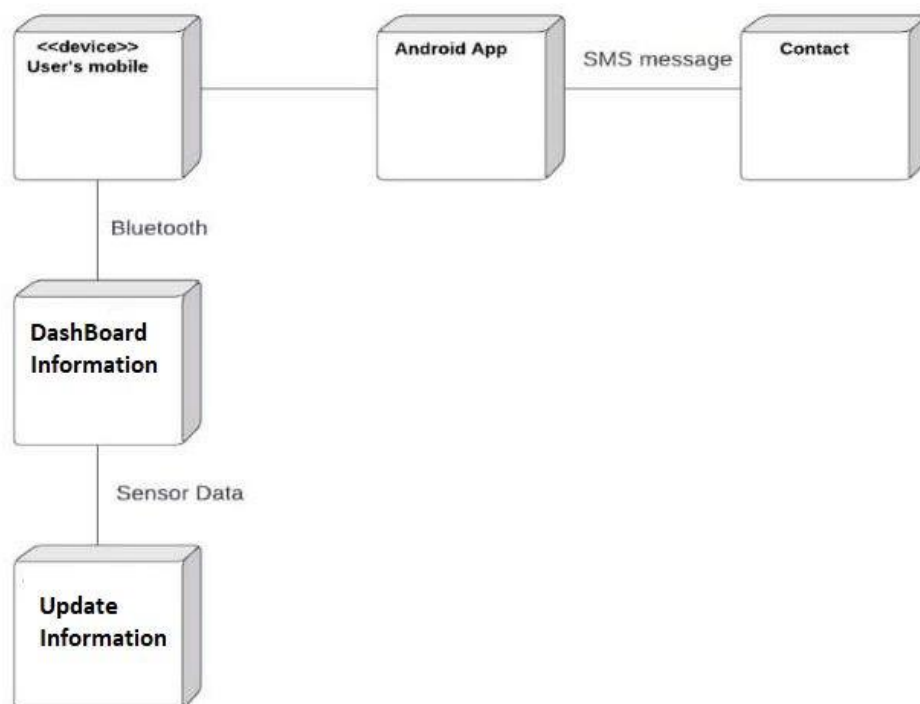 <<device>>
User's mobile
Android App
SMS message
Contact
Bluetooth
DashBoard
Information
Sensor Data
Update
Information